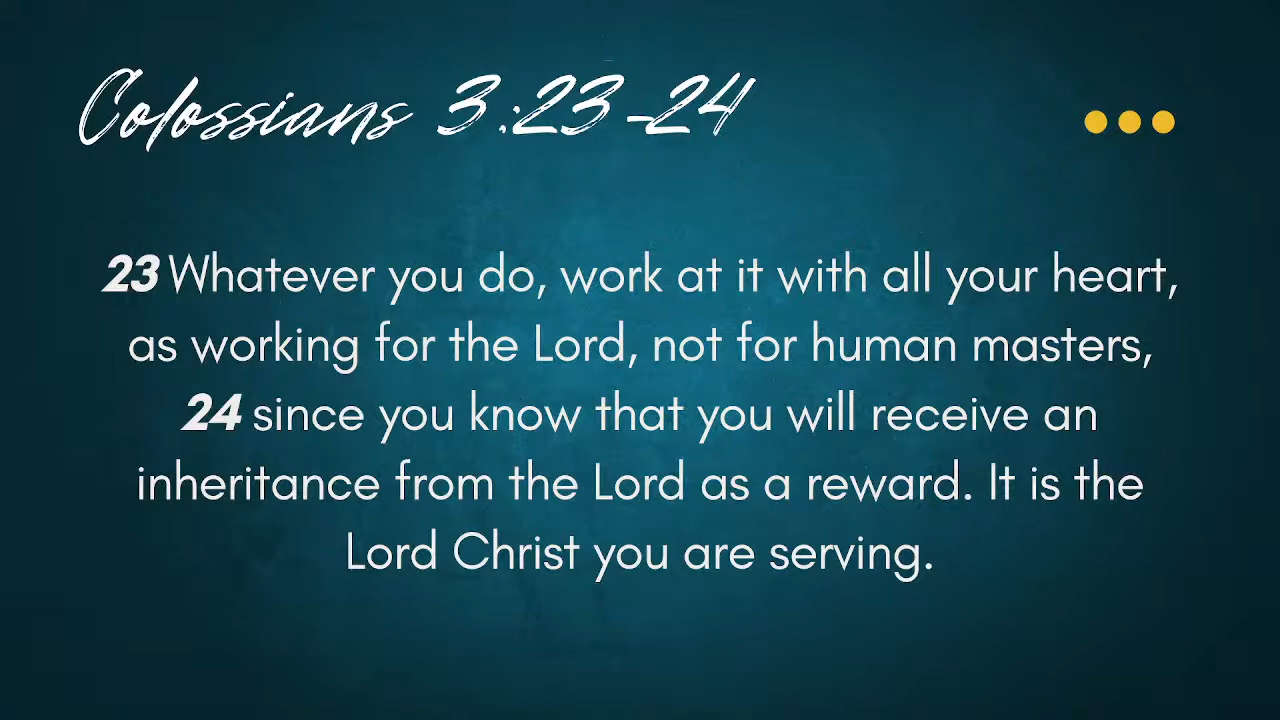 Colossians 3:23-24
23 Whatever you do, work at it with all your heart,
as working for the Lord, not for human masters,
24 since you know that you will receive an
inheritance from the Lord as a reward. It is the
Lord Christ you are serving.